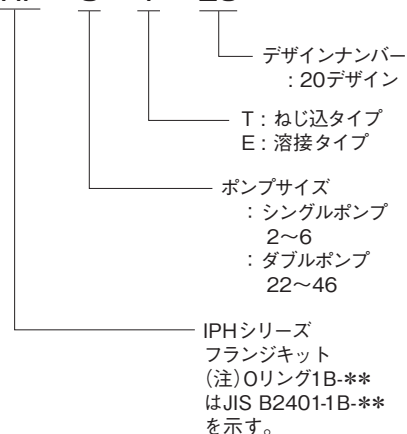 デザインナンバー
：20デザイン
T：ねじ込タイプ
E：溶接タイプ
ポンプサイズ
：シングルポンプ
2〜6
：ダブルポンプ
22〜46
IPHシリーズ
フランジキット
（注）Oリング1B-**
はJIS B2401-1B-**
を示す。